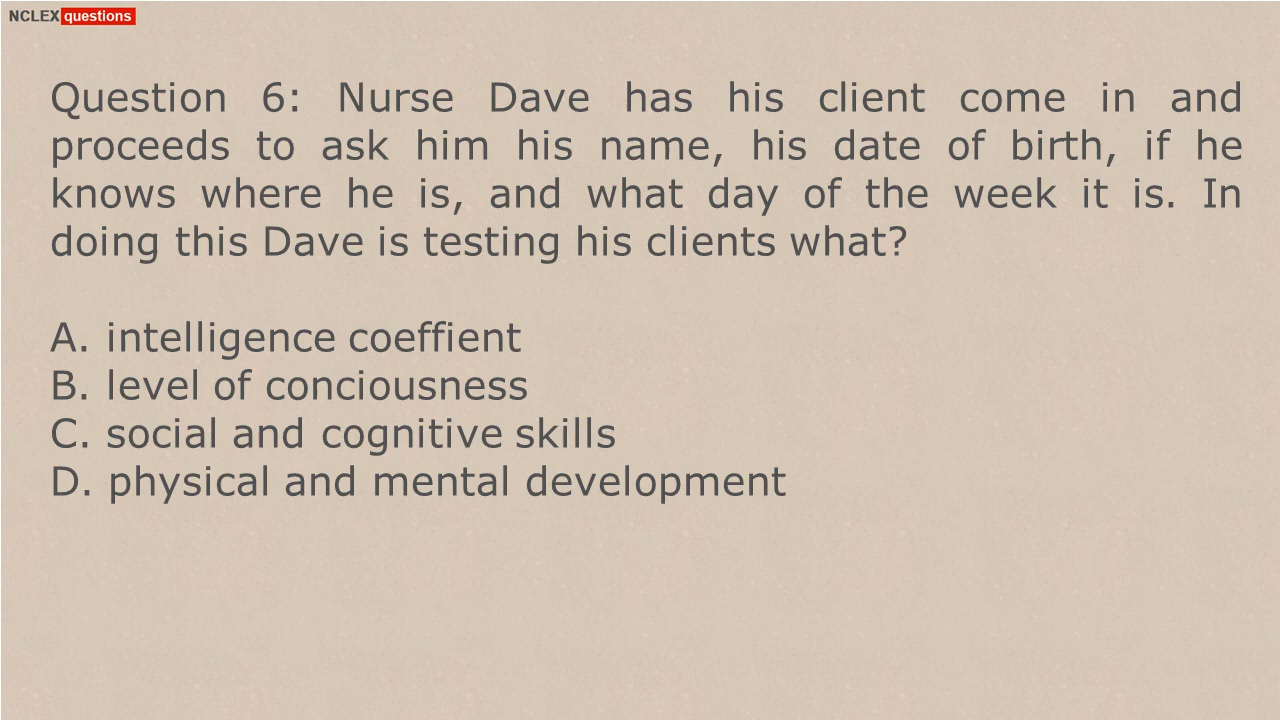 NCLEX questions
Question 6: Nurse Dave has his client come in and
proceeds to ask him his name, his date of birth, if he
knows where he is, and what day of the week it is. In
doing this Dave is testing his clients what?
A. intelligence coeffient
B. level of conciousness
C. social and cognitive skills
D. physical and mental development